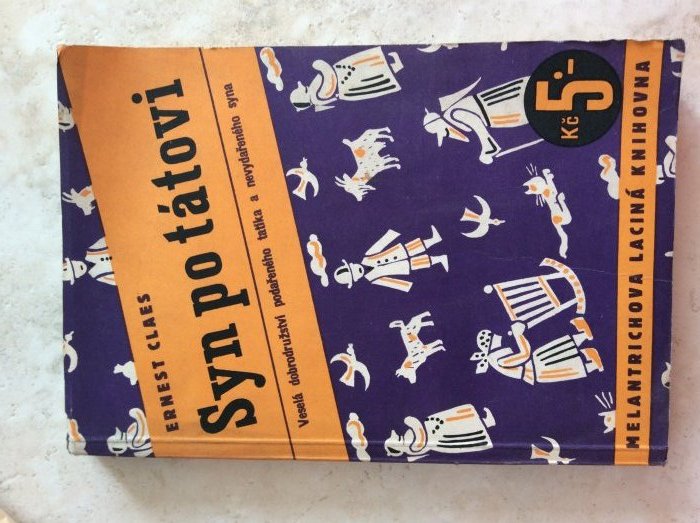 ERNEST CLAES
Syn po tátovi
Veselá dobrodružství podařeného tatíka a nevydařeného syna
Kč 5·-
MELANTRICHOVA LACINÁ KNIHOVNA